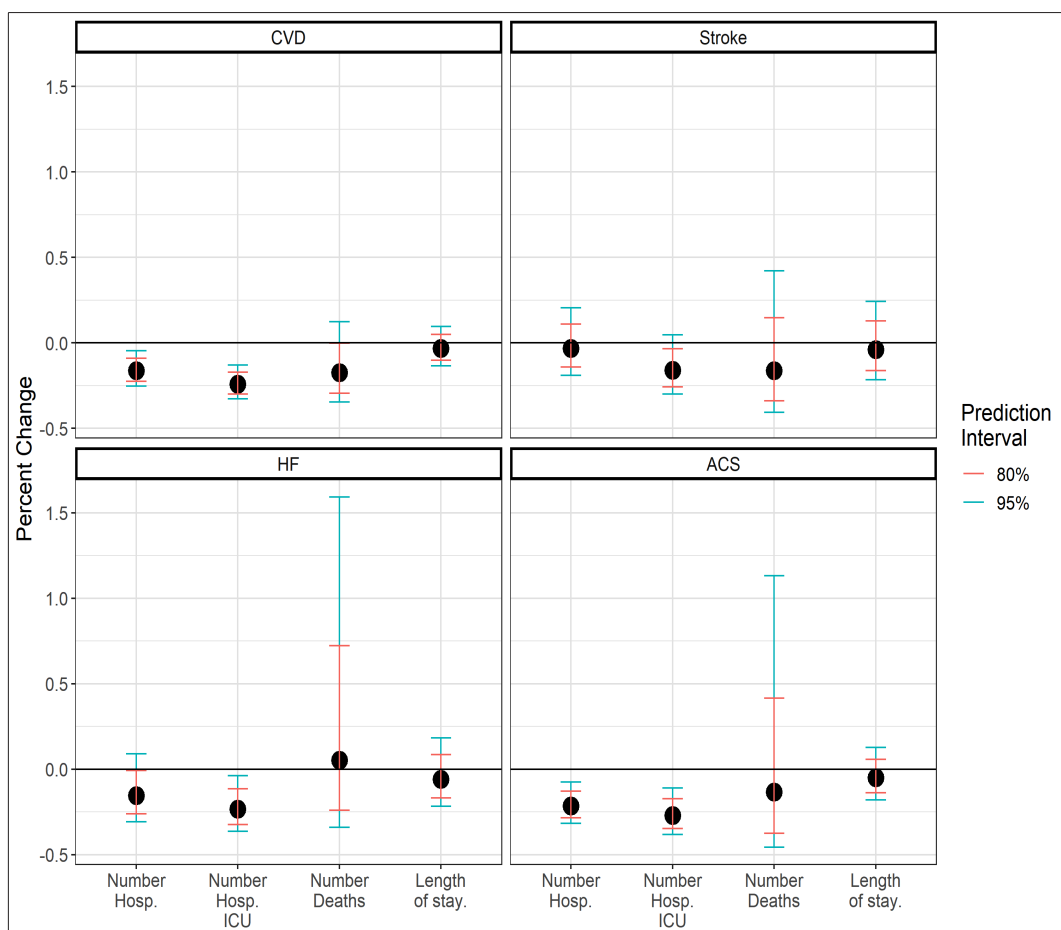 CVD
Stroke
1.5
1.0
0.5
0.0
-0.5
HF
ACS
1.5
1.0
0.5
0.0
-0.5
Percent Change
Number
Hosp.
Number
Hosp.
ICU
Number
Deaths
Length
of stay.
Number
Hosp.
Number
Hosp.
ICU
Number
Deaths
Length
of stay.
Prediction
Interval
80%
95%